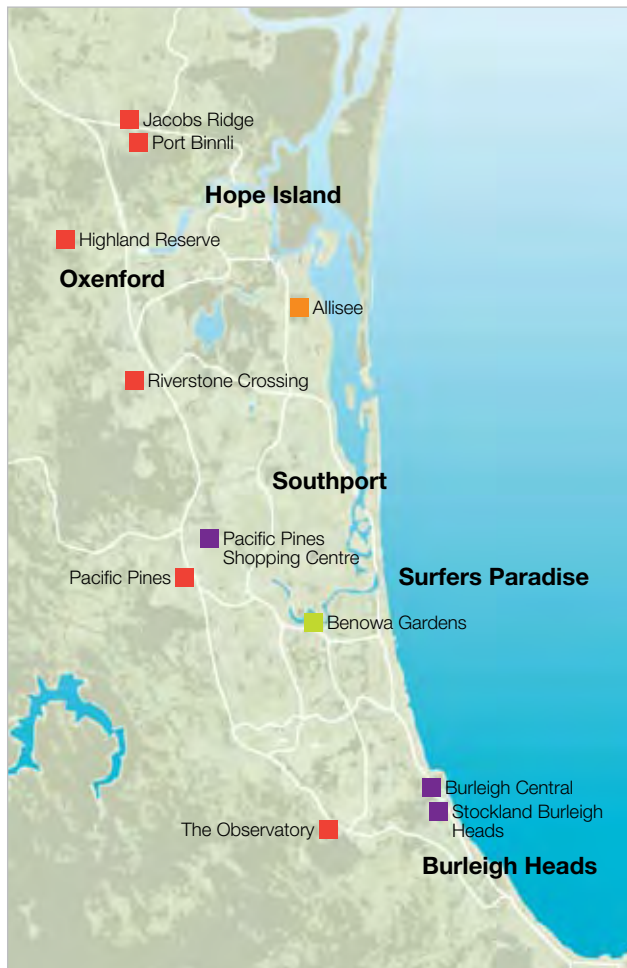 Jacobs Ridge
Port Binnli
Hope Island
Highland Reserve
Oxenford
Allisee
Riverstone Crossing
Southport
Pacific Pines
Shopping Centre
Pacific Pines
Surfers Paradise
Benowa Gardens
Burleigh Central
Stockland Burleigh
Heads
The Observatory
Burleigh Heads